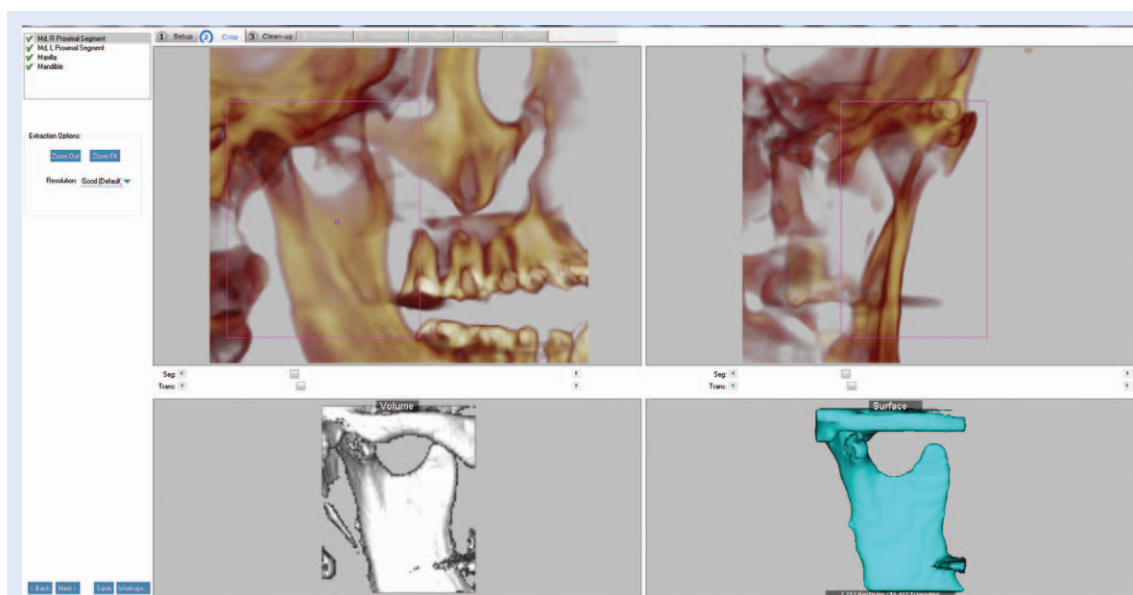 Md, R Proximal Segment
Md, L Proximal Segment
Maxilla
Mandible
1 Setup 2 Crop 3 Clean-up
Extraction Options:
Zoom Out Zoom Fit
Resolution: Good (Default)
Seg:
Trans:
Seg:
Trans:
Volume
Surface
< Back Next > Save Workups